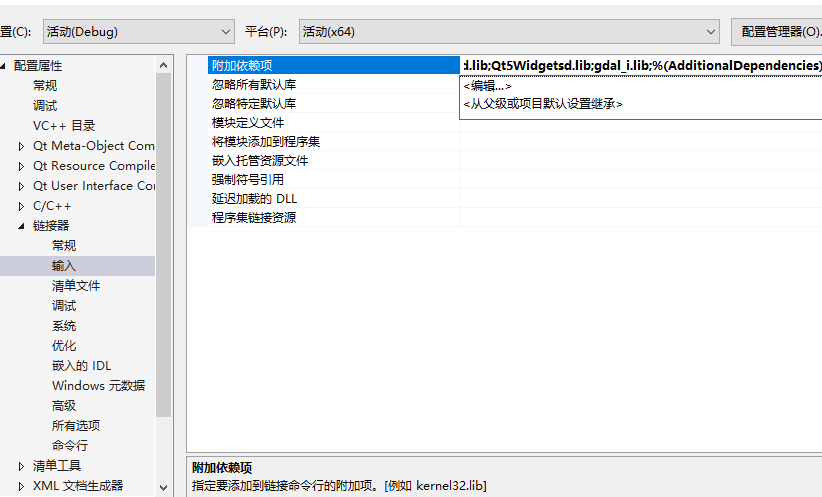 置(C): 活动(Debug) 平台(P): 活动(x64) 配置管理器(O)..
配置属性
常规
调试
VC++ 目录
Qt Meta-Object Com
Qt Resource Compile
Qt User Interface Cor
C/C++
链接器
常规
输入
清单文件
调试
系统
优化
嵌入的 IDL
Windows 元数据
高级
所有选项
命令行
清单工具
XML 文档生成器
附加依赖项 d.lib;Qt5Widgetsd.lib;gdal_i.lib;%(AdditionalDependencies)
忽略所有默认库
忽略特定默认库
模块定义文件
将模块添加到程序集
嵌入托管资源文件
强制符号引用
延迟加载的 DLL
程序集链接资源
<编辑...>
<从父级或项目默认设置继承>
附加依赖项
指定要添加到链接命令行的附加项。[例如 kernel32.lib]